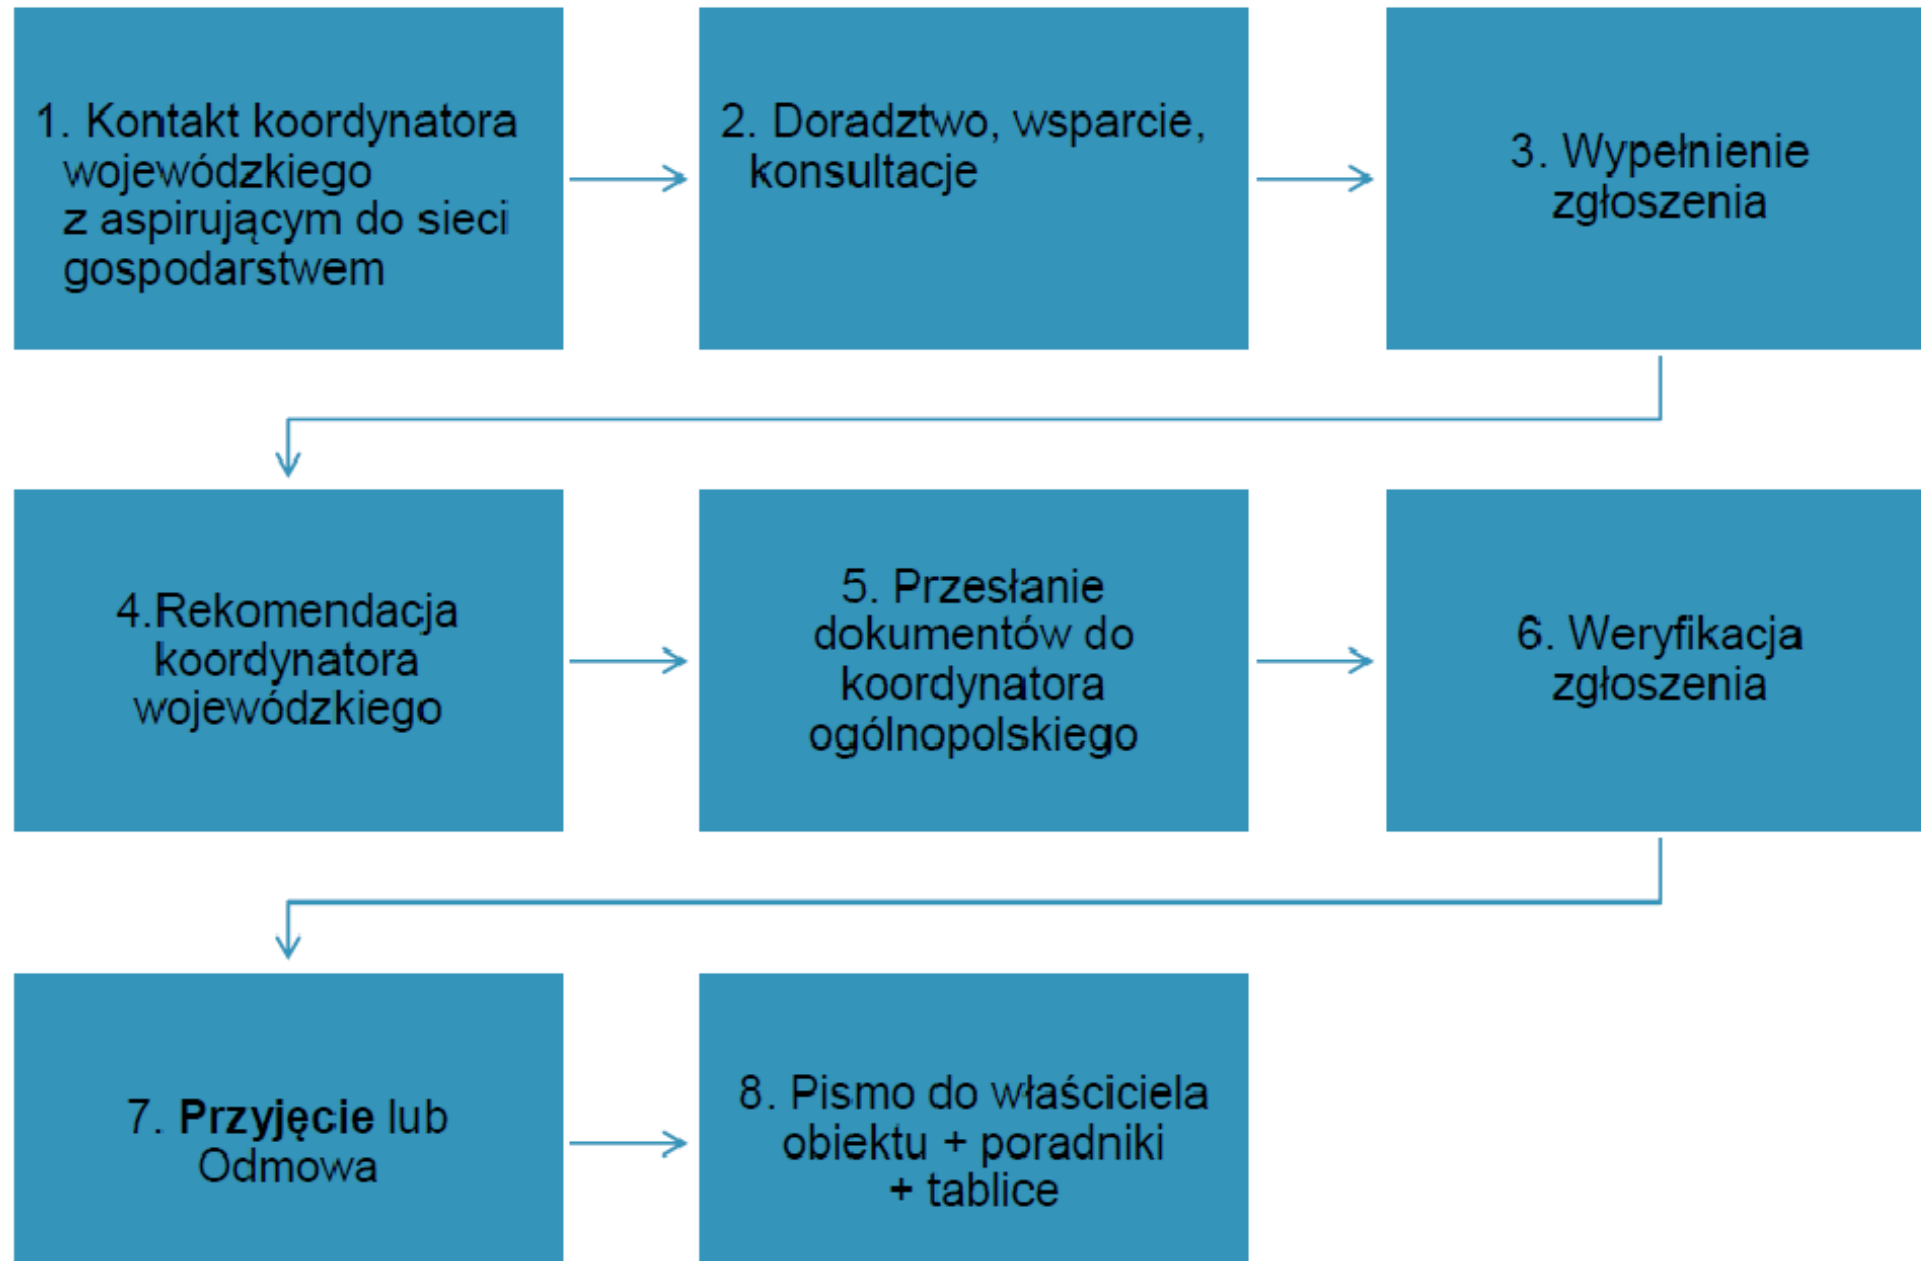 1. Kontakt koordynatora
wojewódzkiego
z aspirującym do sieci
gospodarstwem
2. Doradztwo, wsparcie,
konsultacje
3. Wypełnienie
zgłoszenia
4.Rekomendacja
koordynatora
wojewódzkiego
5. Przesłanie
dokumentów do
koordynatora
ogólnopolskiego
6. Weryfikacja
zgłoszenia
7. Przyjęcie lub
Odmowa
8. Pismo do właściciela
obiektu + poradniki
+ tablice